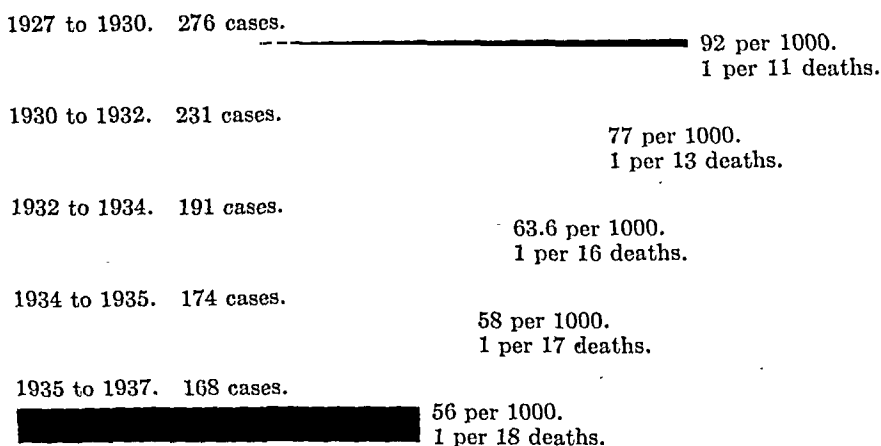 1927 to 1930. 276 cases.
92 per 1000.
1 per 11 deaths.
1930 to 1932. 231 cases.
77 per 1000.
1 per 13 deaths.
1932 to 1934. 191 cases.
63.6 per 1000.
1 per 16 deaths.
1934 to 1935. 174 cases.
58 per 1000.
1 per 17 deaths.
1935 to 1937. 168 cases.
56 per 1000.
1 per 18 deaths.